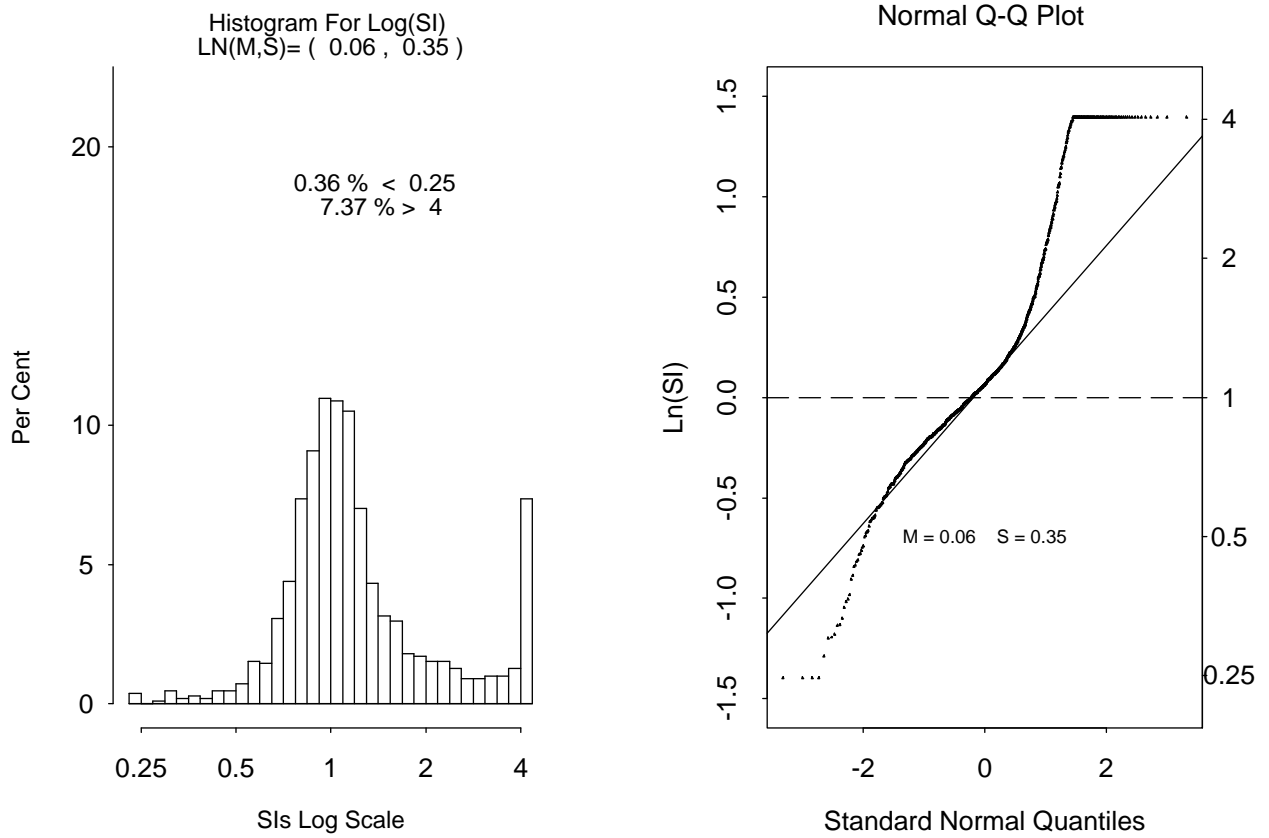 Histogram For Log(SI)
LN(M,S)= ( 0.06 , 0.35 )
20
10
5
0
Per Cent
0.36 % < 0.25
7.37 % > 4
0.25 0.5 1 2 4
SIs Log Scale
Normal Q-Q Plot
1.5
1.0
0.5
0.0
-0.5
-1.0
-1.5
Ln(SI)
M = 0.06 S = 0.35
4
2
1
0.5
0.25
-2 0 2
Standard Normal Quantiles